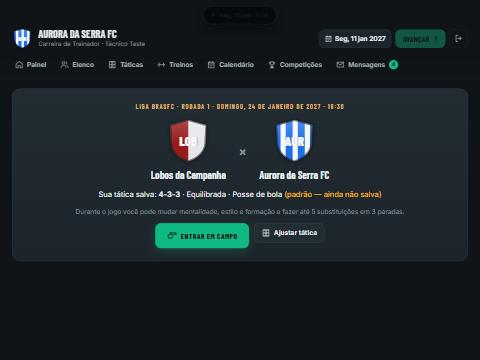 AURORA DA SERRA FC
Carreira de Treinador · Técnico Teste
Seg, 11 jan 2027
AVANÇAR
Painel
Elenco
Táticas
Treinos
Calendário
Competições
Mensagens 4
LIGA BRASFC · RODADA 1 · DOMINGO, 24 DE JANEIRO DE 2027 · 18:30
LOB
×
AUR
Lobos da Campanha
Aurora da Serra FC
Sua tática salva: 4-3-3 · Equilibrada · Posse de bola (padrão — ainda não salva)
Durante o jogo você pode mudar mentalidade, estilo e formação e fazer até 5 substituições em 3 paradas.
ENTRAR EM CAMPO
Ajustar tática